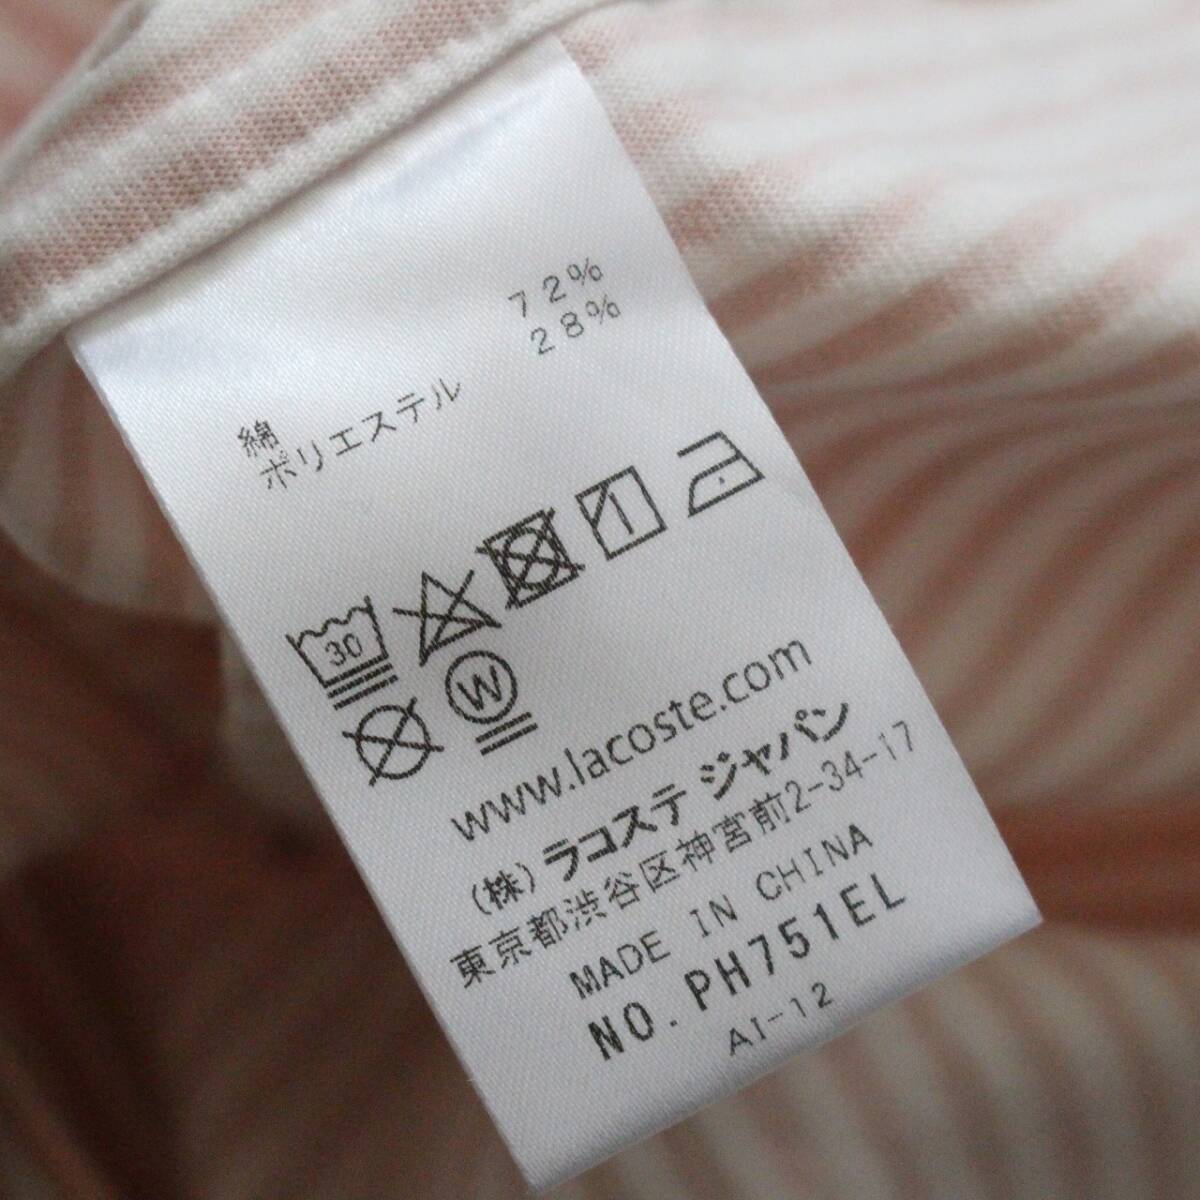 綿 72%
ポリエステル 28%
30
W
www.lacoste.com
(株) ラコステ ジャパン
東京都渋谷区神宮前2-34-17
MADE IN CHINA
NO. PH751EL
AI-12